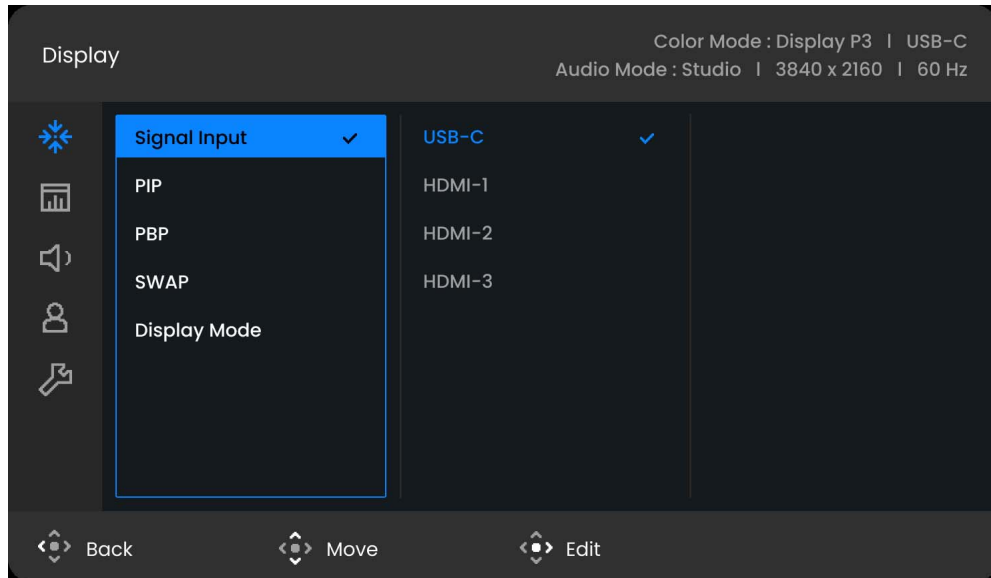 Display
Color Mode : Display P3 | USB-C
Audio Mode : Studio | 3840 x 2160 | 60 Hz
Signal Input
PIP
PBP
SWAP
Display Mode
USB-C
HDMI-1
HDMI-2
HDMI-3
Back
Move
Edit